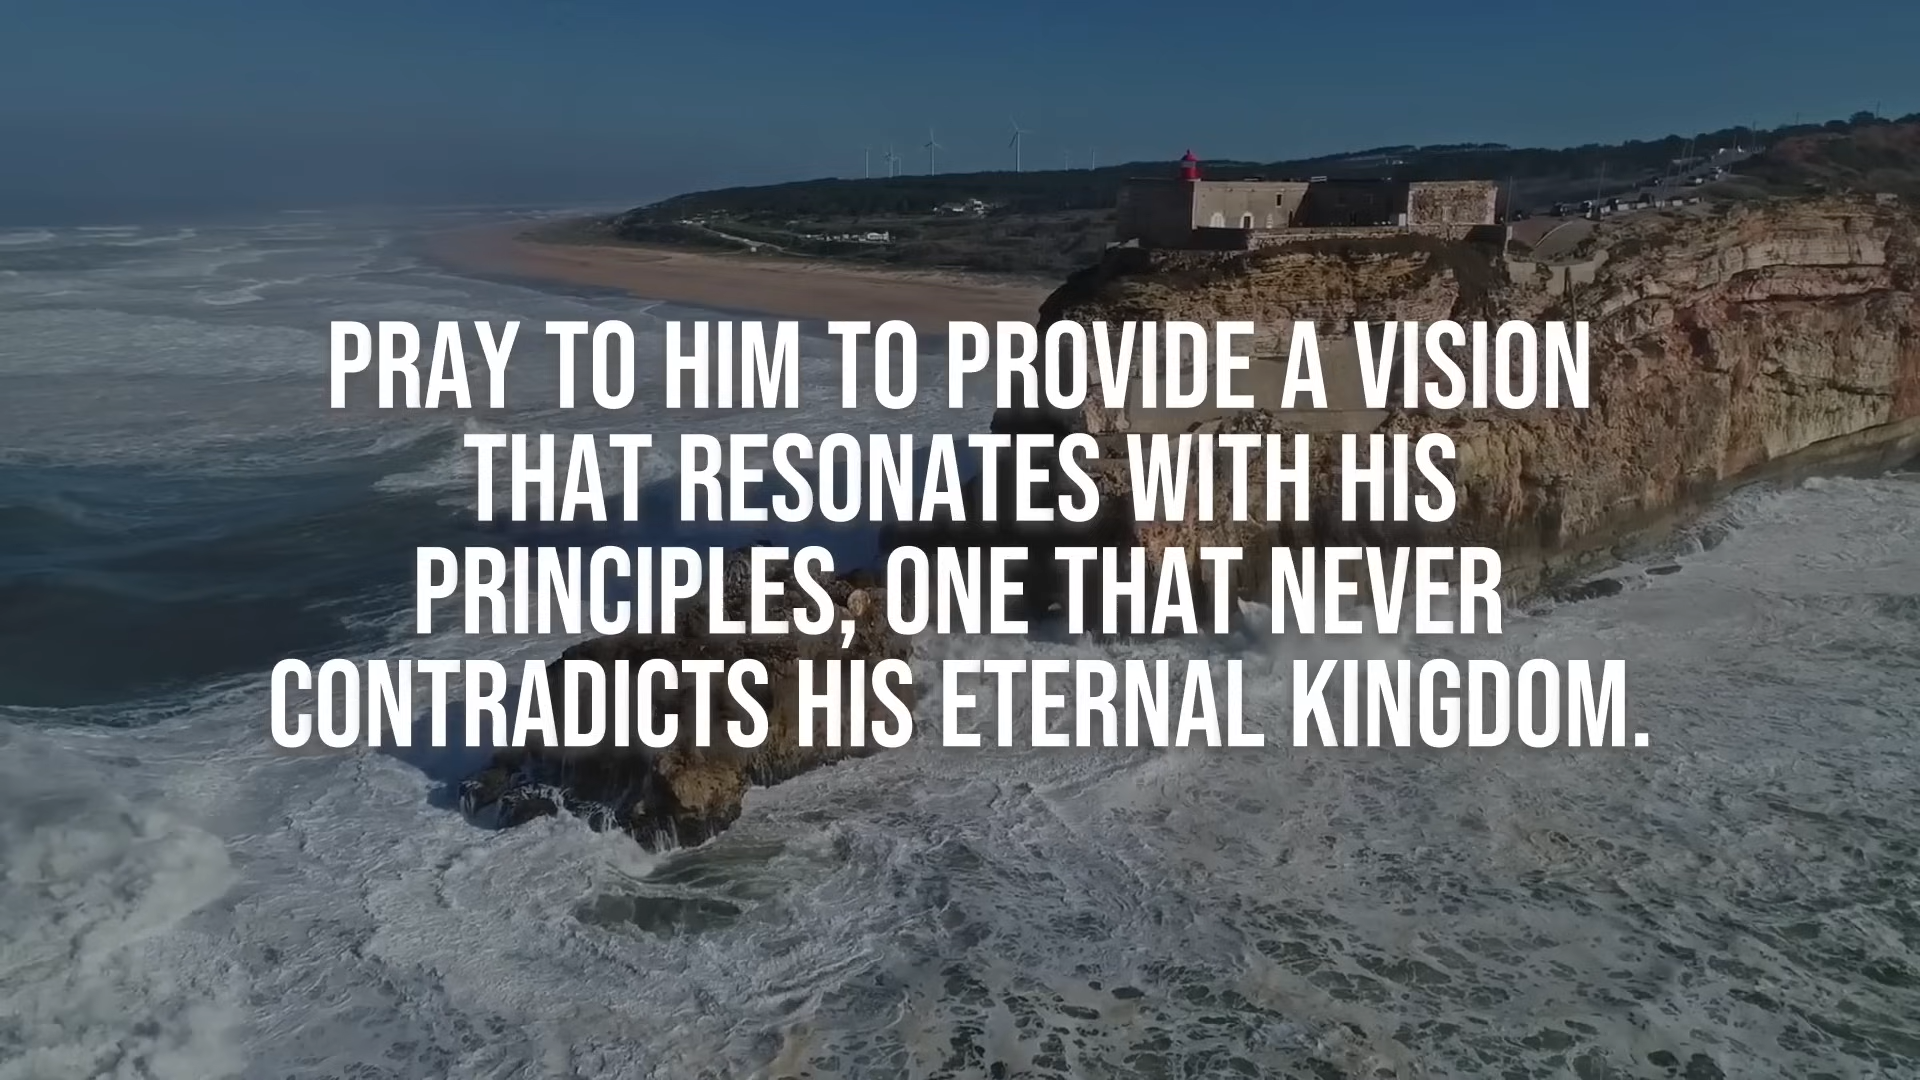 PRAY TO HIM TO PROVIDE A VISION
THAT RESONATES WITH HIS
PRINCIPLES, ONE THAT NEVER
CONTRADICTS HIS ETERNAL KINGDOM.